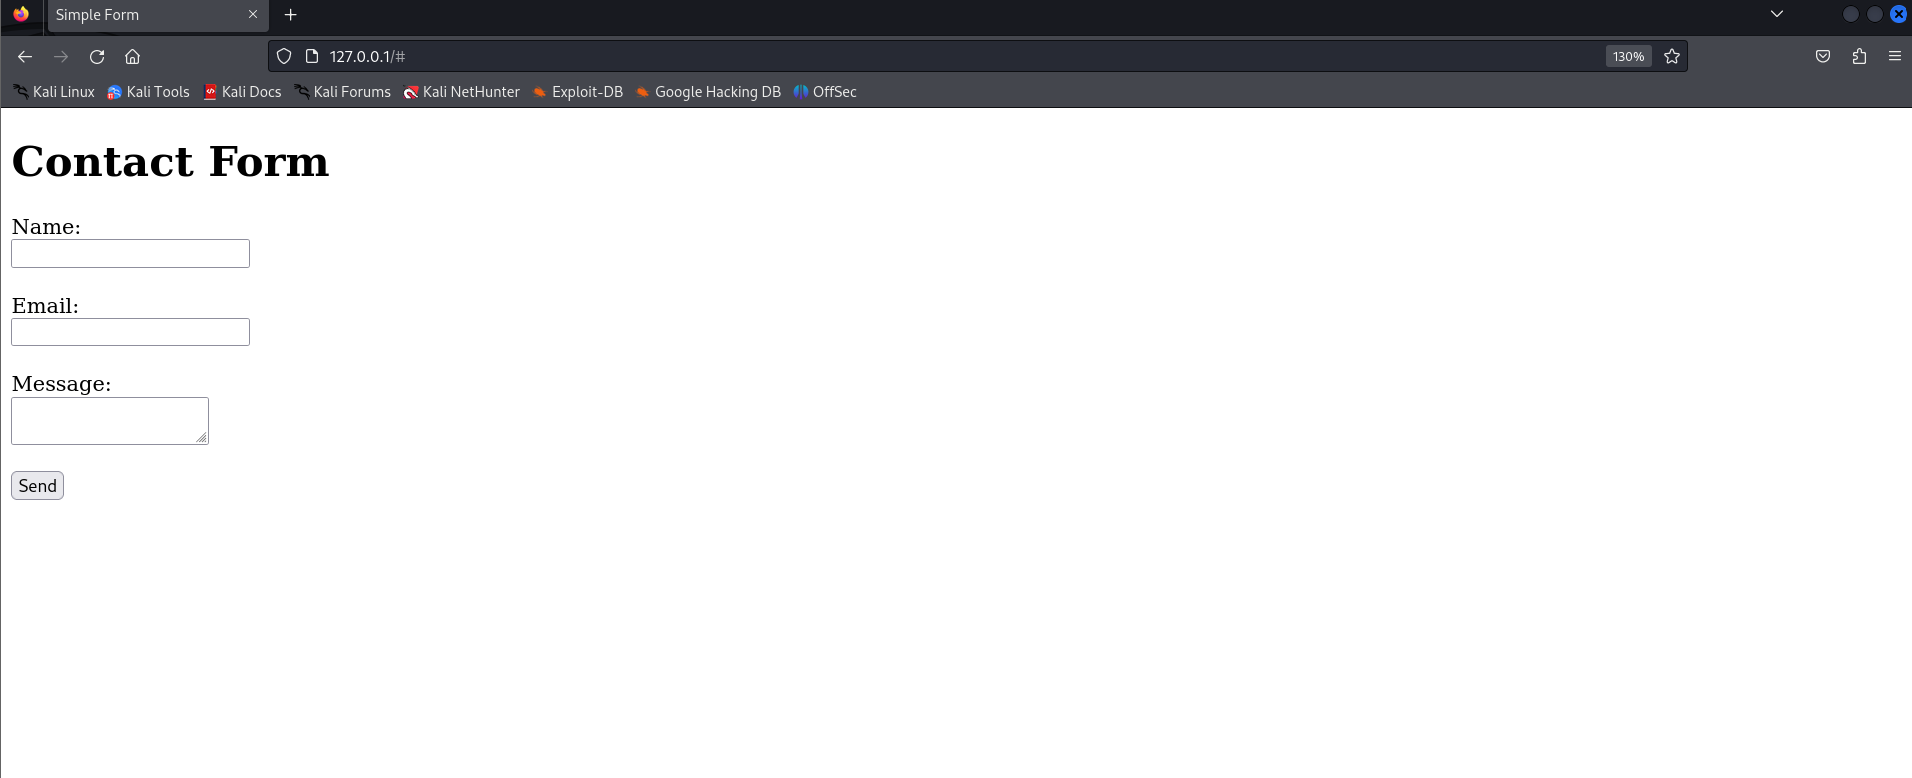 Simple Form
127.0.0.1/#
130%
Kali Linux Kali Tools Kali Docs Kali Forums Kali NetHunter Exploit-DB Google Hacking DB OffSec
Contact Form
Name:
Email:
Message:
Send